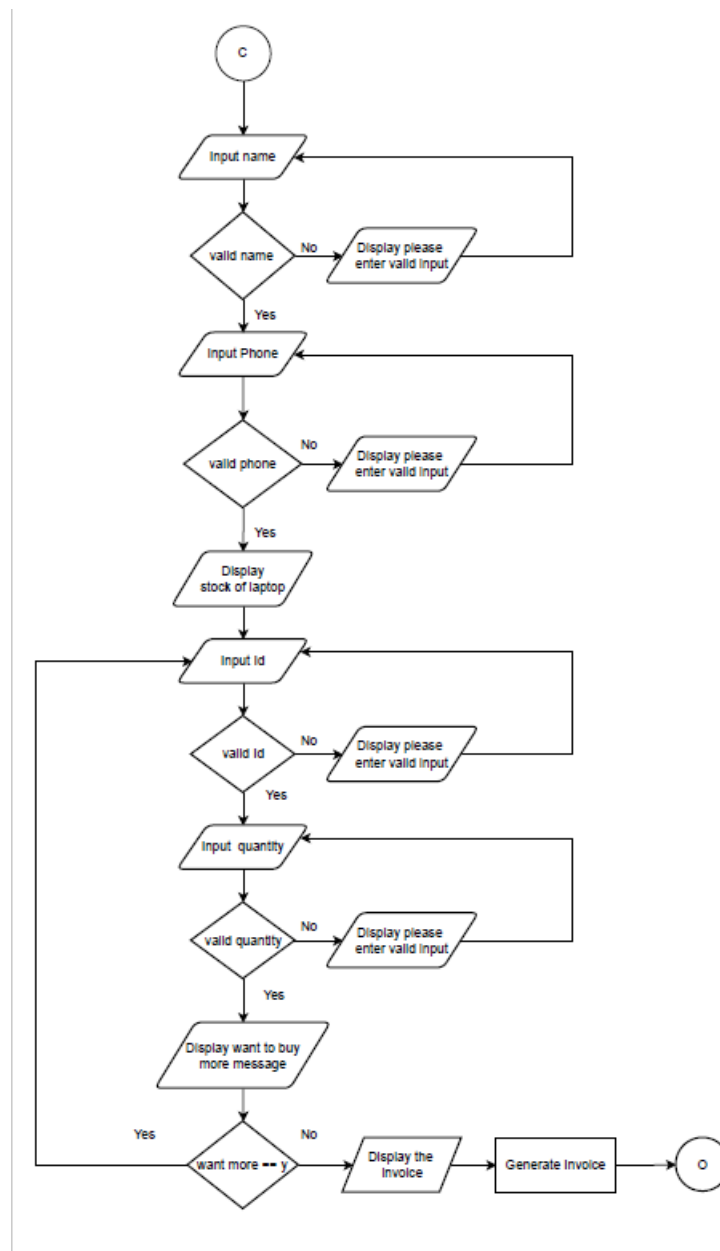 C
Input name
valid name
No
Display please
enter valid input
Yes
Input Phone
valid phone
No
Display please
enter valid input
Yes
Display
stock of laptop
Input Id
valid Id
No
Display please
enter valid input
Yes
Input quantity
valid quantity
No
Display please
enter valid input
Yes
Display want to buy
more message
Yes
want more == y
No
Display the
Invoice
Generate Invoice
O